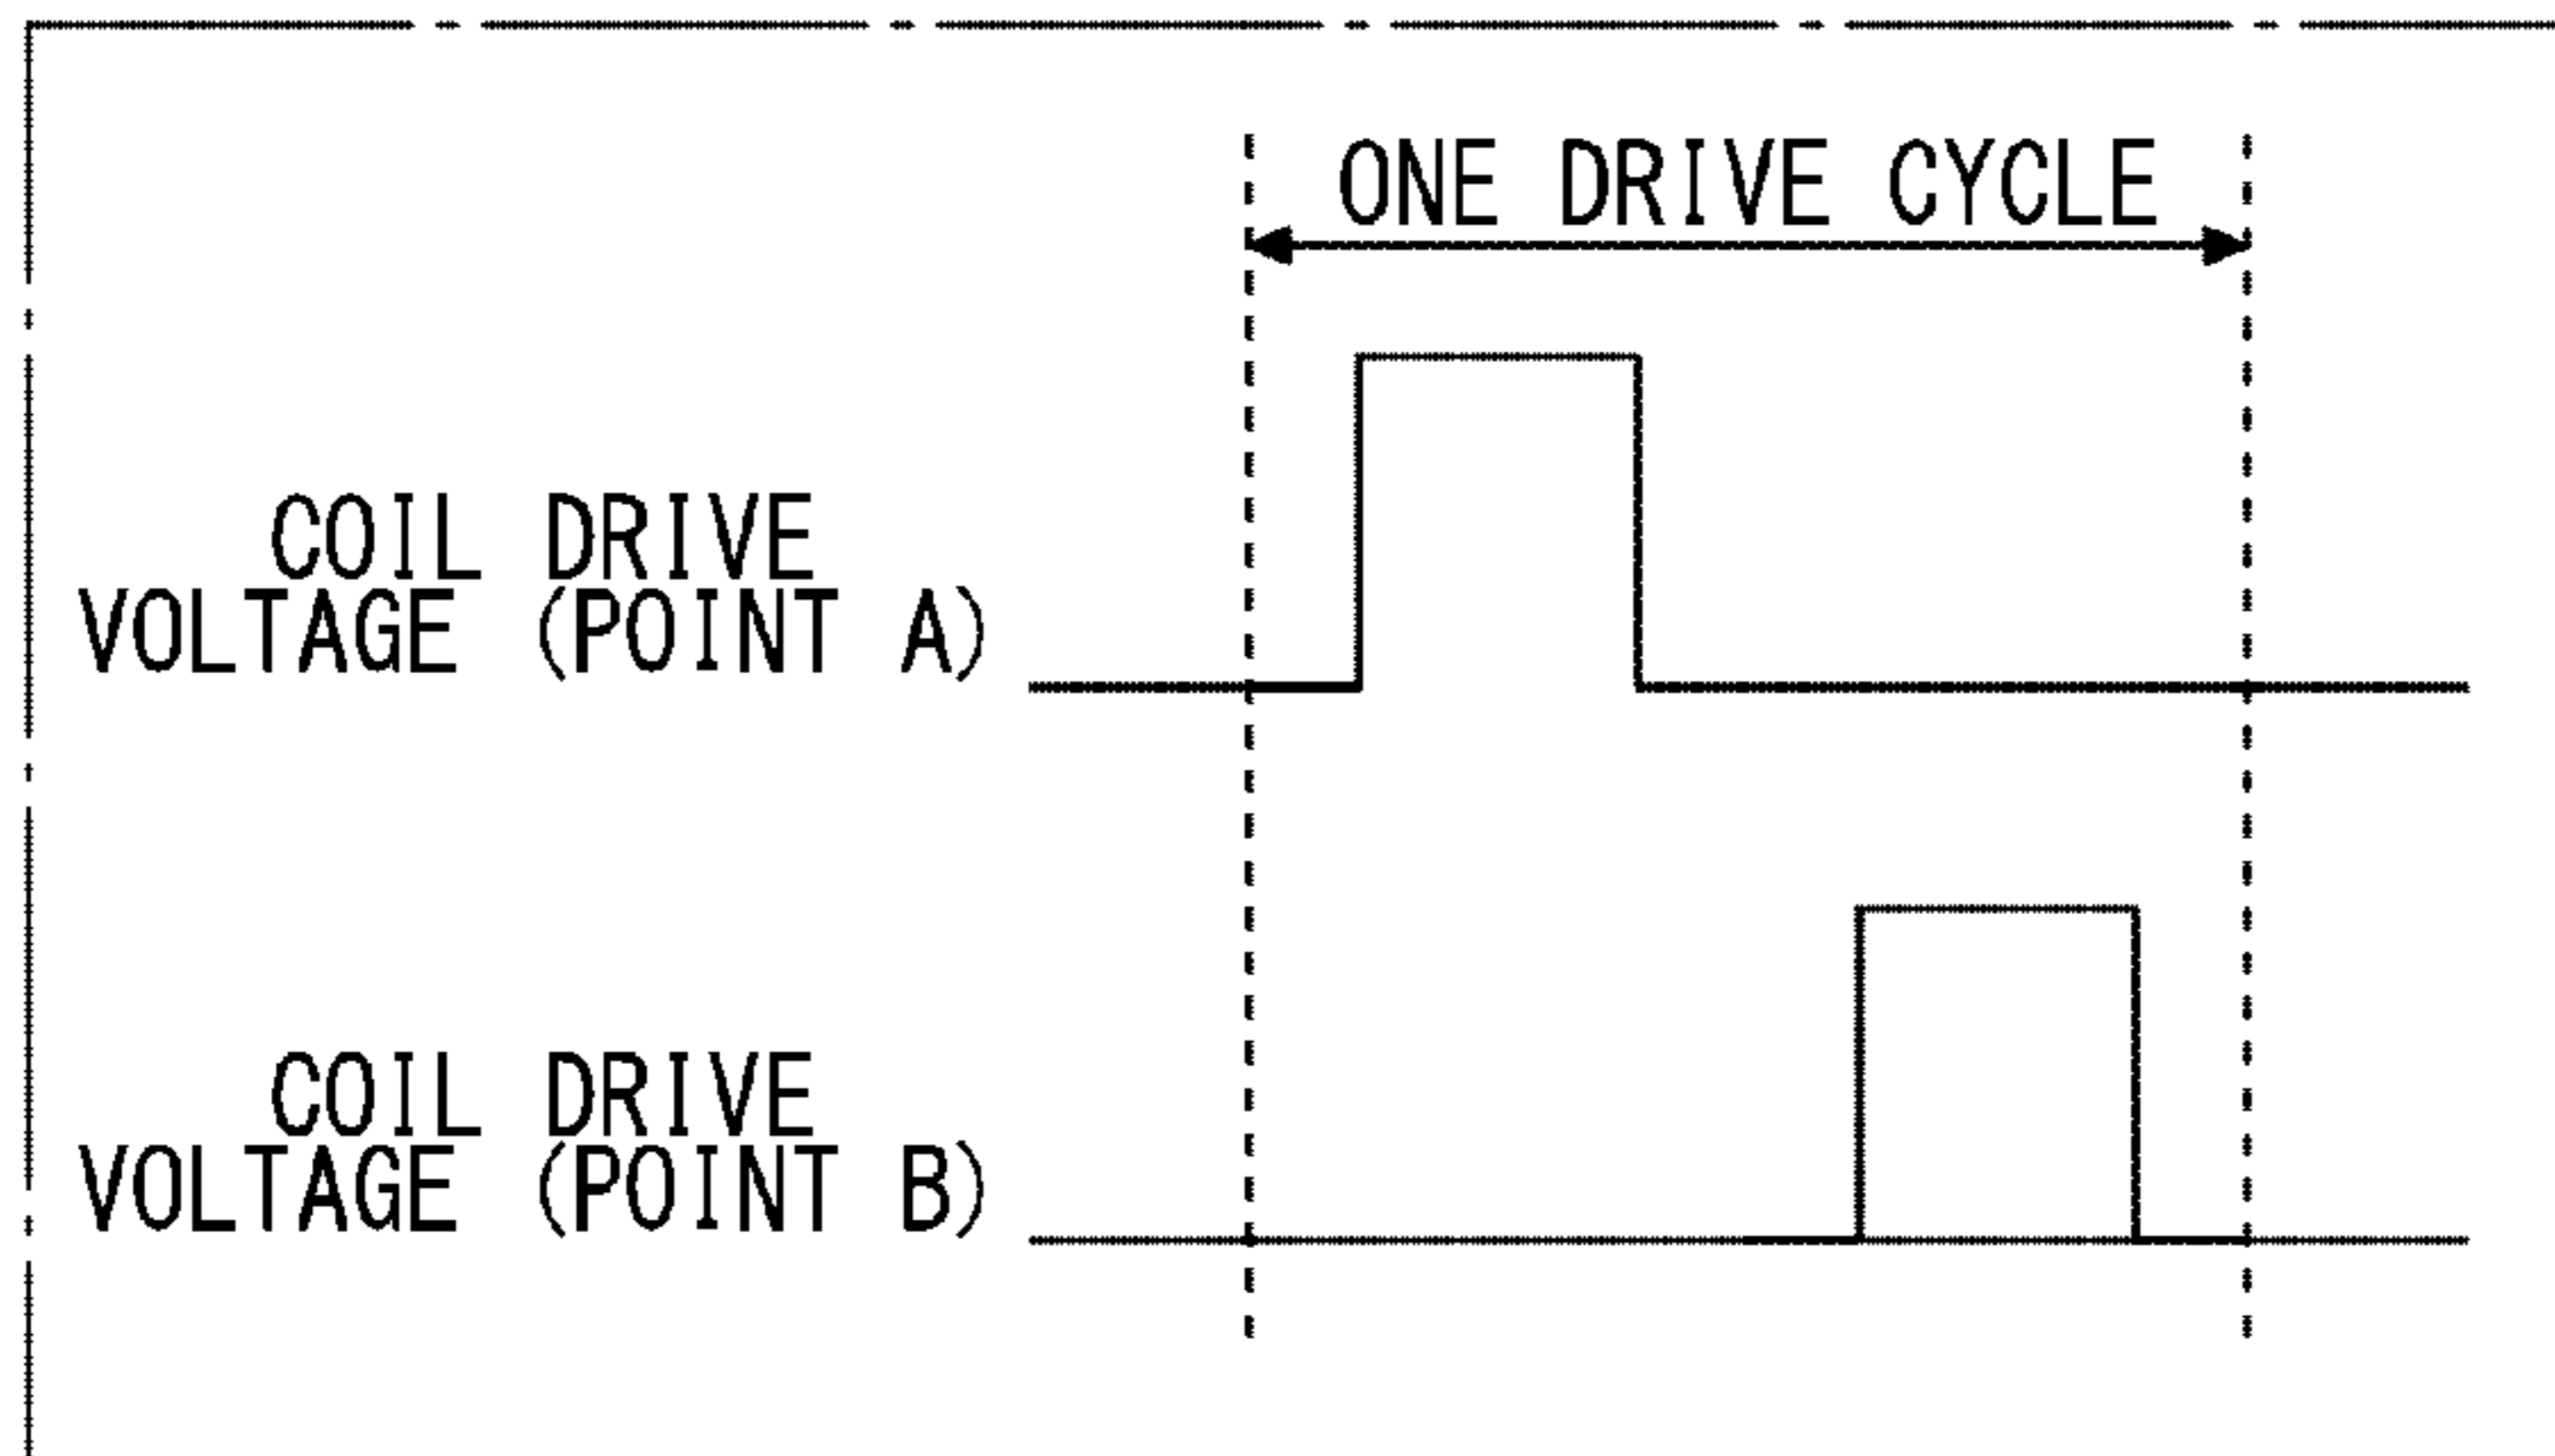 ONE DRIVE CYCLE
COIL DRIVE
VOLTAGE (POINT A)
COIL DRIVE
VOLTAGE (POINT B)